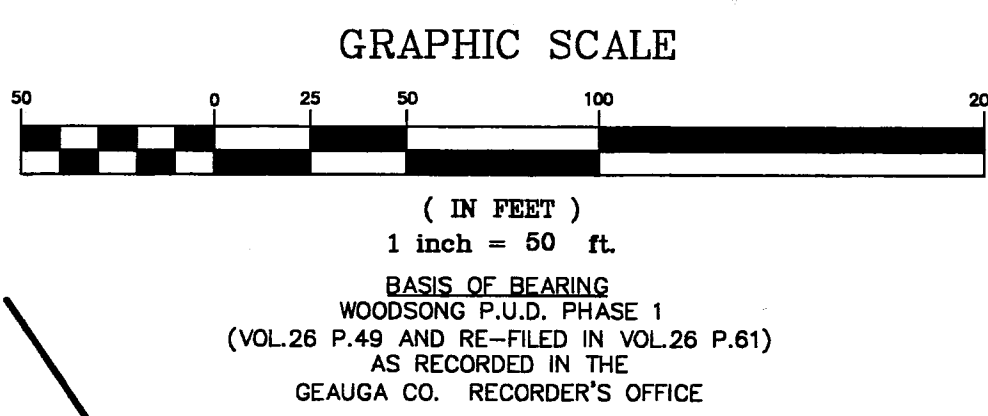 GRAPHIC SCALE
50 0 25 50 100 20
( IN FEET )
1 inch = 50 ft.
BASIS OF BEARING
WOODSONG P.U.D. PHASE 1
(VOL.26 P.49 AND RE-FILED IN VOL.26 P.61)
AS RECORDED IN THE
GEAUGA CO. RECORDER'S OFFICE